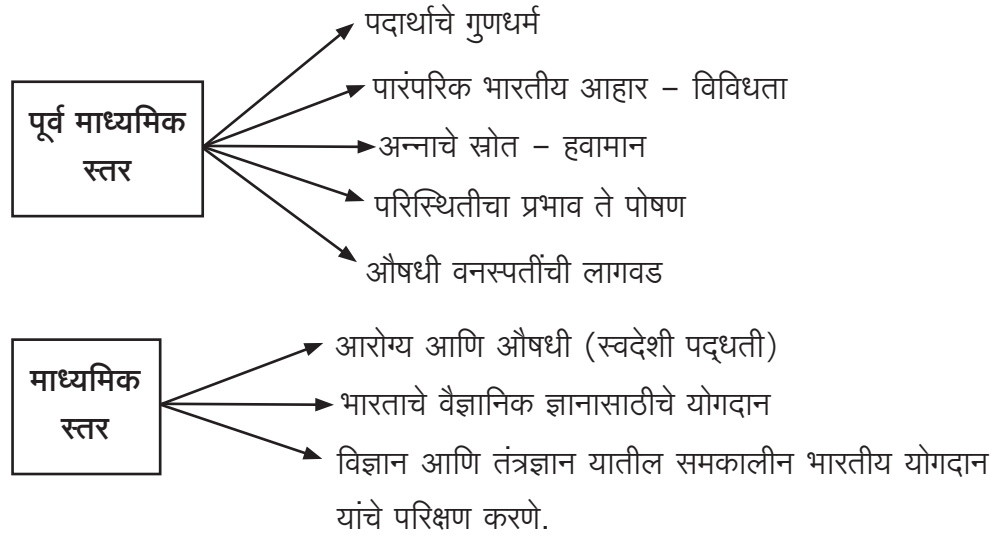 पदार्थाचे गुणधर्म
पूर्व माध्यमिक
स्तर
पारंपरिक भारतीय आहार – विविधता
अन्नाचे स्रोत – हवामान
परिस्थितीचा प्रभाव ते पोषण
औषधी वनस्पतींची लागवड
माध्यमिक
स्तर
आरोग्य आणि औषधी (स्वदेशी पद्धती)
भारताचे वैज्ञानिक ज्ञानासाठीचे योगदान
विज्ञान आणि तंत्रज्ञान यातील समकालीन भारतीय योगदान
यांचे परिक्षण करणे.